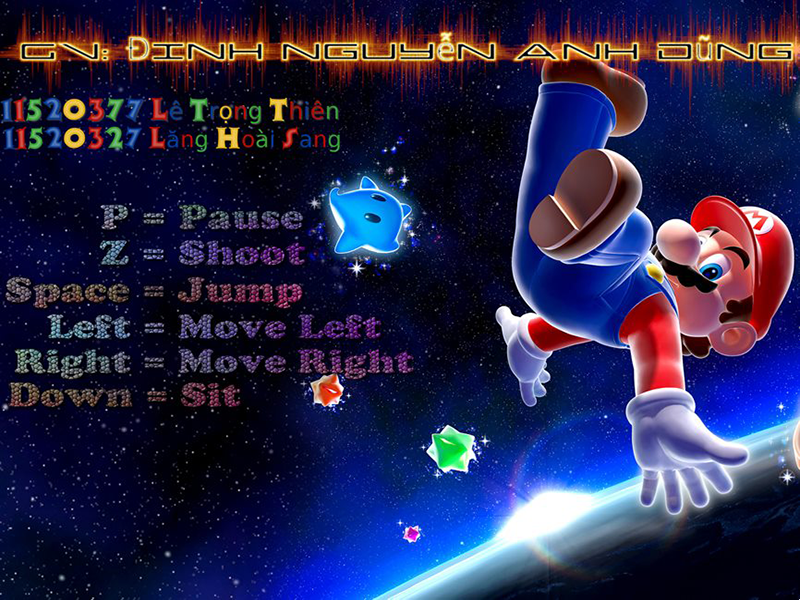 GV: ĐINH NGUYỄN ANH DŨNG
11520377 Lê Trọng Thiên
11520327 Lăng Hoài Sang
P = Pause
Z = Shoot
Space = Jump
Left = Move Left
Right = Move Right
Down = Sit
M